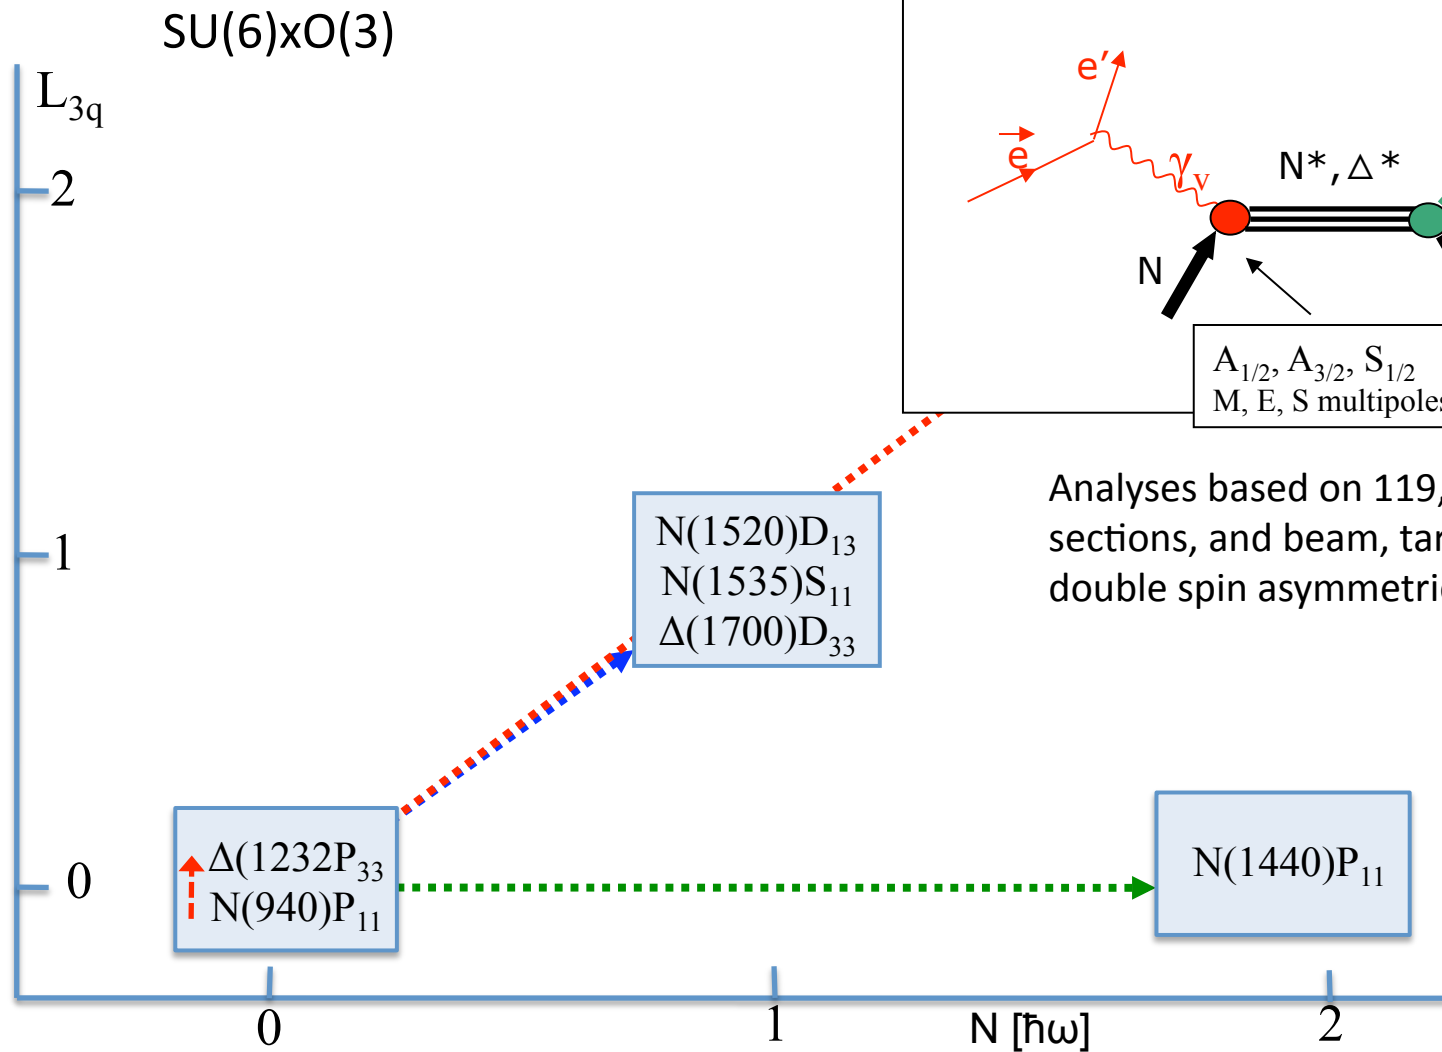 SU(6)xO(3)
L3q
2
1
0
e'
e
γv
N*, Δ*
N
A1/2, A3/2, S1/2
M, E, S multipoles
Analyses based on 119,
sections, and beam, tar
double spin asymmetri
N(1520)D13
N(1535)S11
Δ(1700)D33
Δ(1232P33
N(940)P11
N(1440)P11
0
1
N [ħω]
2